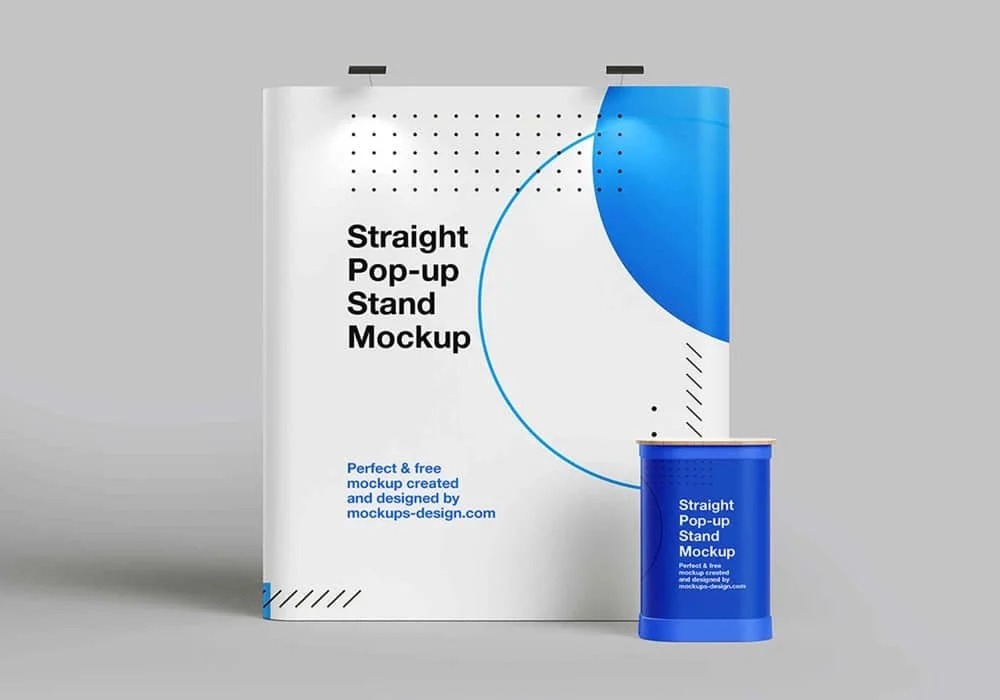 Straight
Pop-up
Stand
Mockup
Perfect & free
mockup created
and designed by
mockups-design.com
Straight
Pop-up
Stand
Mockup
Perfect & free
mockup created
and designed by
mockups-design.com